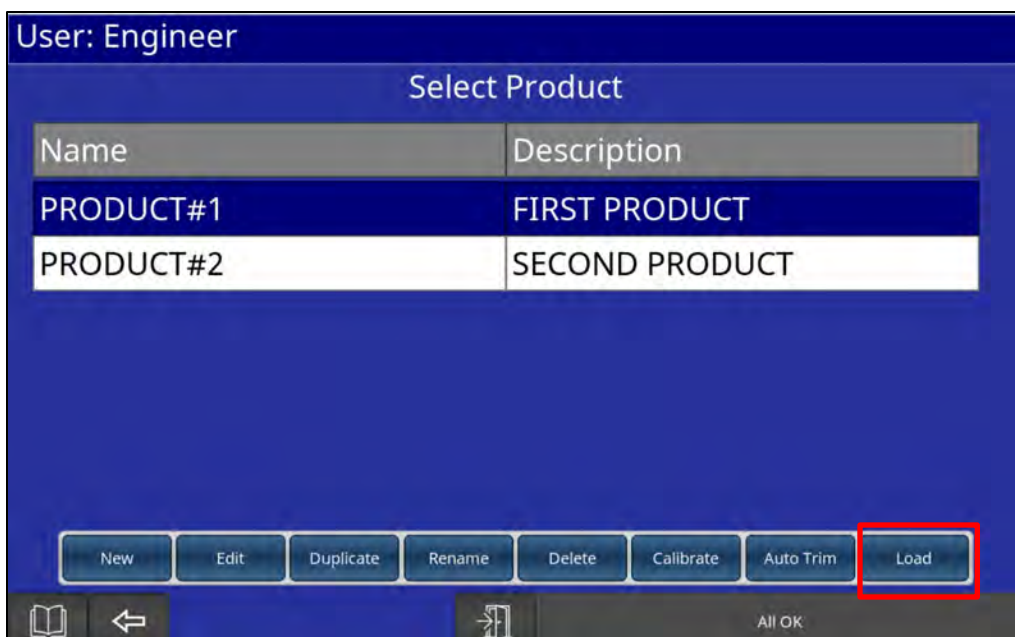 User: Engineer
Select Product
Name Description
PRODUCT#1 FIRST PRODUCT
PRODUCT#2 SECOND PRODUCT
New Edit Duplicate Rename Delete Calibrate Auto Trim Load
All OK